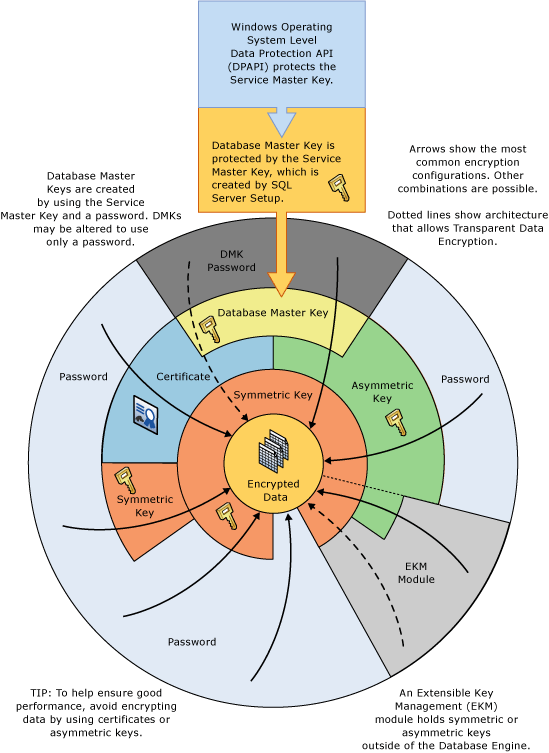 Windows Operating
System Level
Data Protection API
(DPAPI) protects the
Service Master Key.
Database Master Key is
protected by the Service
Master Key, which is
created by SQL
Server Setup.
Database Master
Keys are created
by using the Service
Master Key and a password. DMKs
may be altered to use
only a password.
Arrows show the most
common encryption
configurations. Other
combinations are possible.
Dotted lines show architecture
that allows Transparent Data
Encryption.
DMK
Password
Database Master Key
Password
Certificate
Symmetric Key
Asymmetric
Key
Password
Encrypted
Data
Symmetric
Key
EKM
Module
Password
TIP: To help ensure good
performance, avoid encrypting
data by using certificates or
asymmetric keys.
An Extensible Key
Management (EKM)
module holds symmetric or
asymmetric keys
outside of the Database Engine.